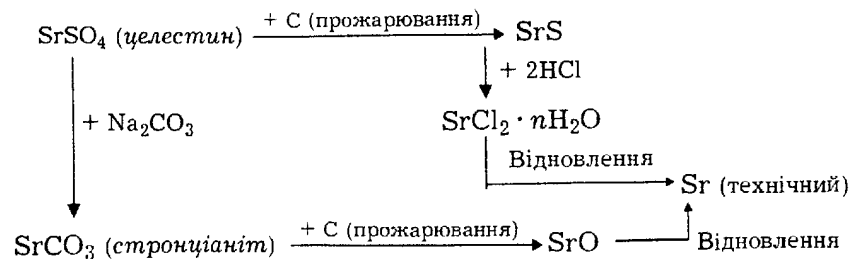 + C (прожарювання)
SrSO₄ (целестин) SrS
+ 2HCl
+ Na₂CO₃ SrCl₂ · nH₂O
Відновлення
Sr (технічний)
+ C (прожарювання)
SrCO₃ (стронціаніт) SrO Відновлення